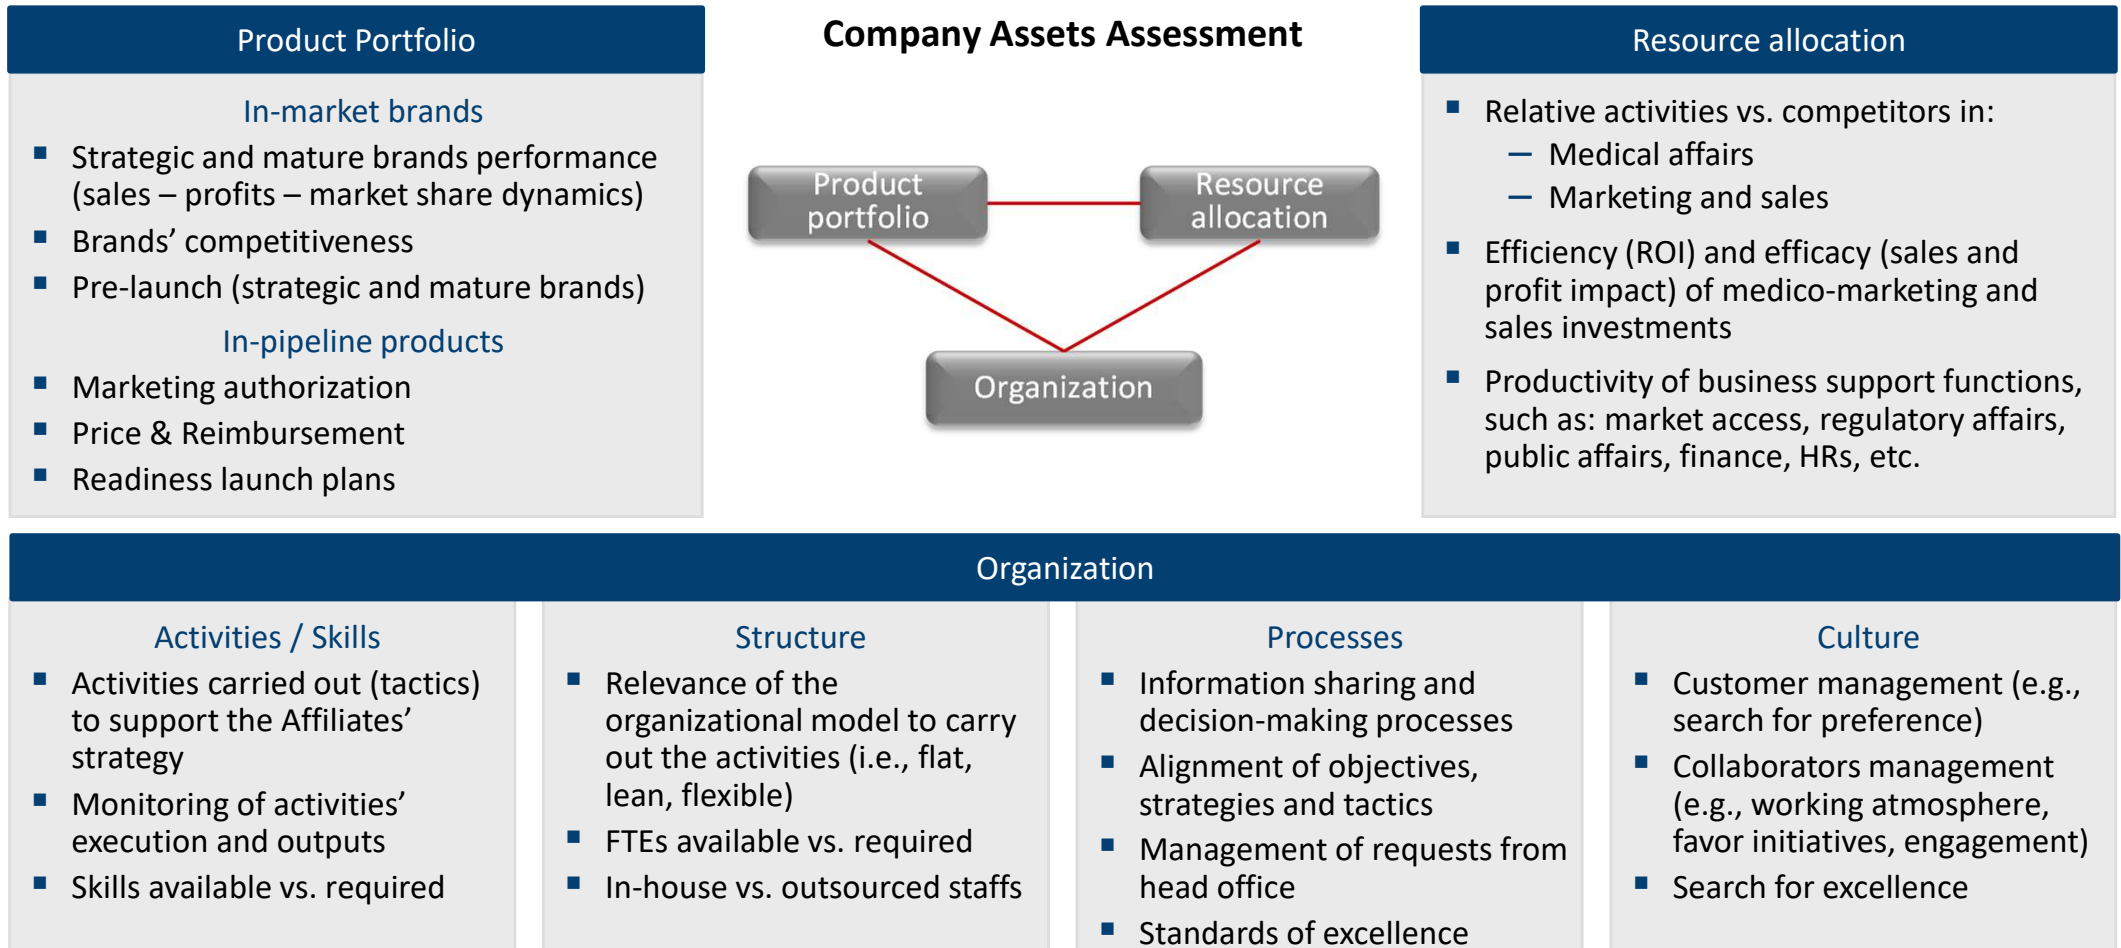 Company Assets Assessment
Product Portfolio
In-market brands
▪ Strategic and mature brands performance
(sales – profits – market share dynamics)
▪ Brands’ competitiveness
▪ Pre-launch (strategic and mature brands)
In-pipeline products
▪ Marketing authorization
▪ Price & Reimbursement
▪ Readiness launch plans
Product
portfolio
Resource
allocation
Organization
Resource allocation
▪ Relative activities vs. competitors in:
– Medical affairs
– Marketing and sales
▪ Efficiency (ROI) and efficacy (sales and
profit impact) of medico-marketing and
sales investments
▪ Productivity of business support functions,
such as: market access, regulatory affairs,
public affairs, finance, HRs, etc.
Organization
Activities / Skills
▪ Activities carried out (tactics)
to support the Affiliates’
strategy
▪ Monitoring of activities’
execution and outputs
▪ Skills available vs. required
Structure
▪ Relevance of the
organizational model to carry
out the activities (i.e., flat,
lean, flexible)
▪ FTEs available vs. required
▪ In-house vs. outsourced staffs
Processes
▪ Information sharing and
decision-making processes
▪ Alignment of objectives,
strategies and tactics
▪ Management of requests from
head office
▪ Standards of excellence
Culture
▪ Customer management (e.g.,
search for preference)
▪ Collaborators management
(e.g., working atmosphere,
favor initiatives, engagement)
▪ Search for excellence